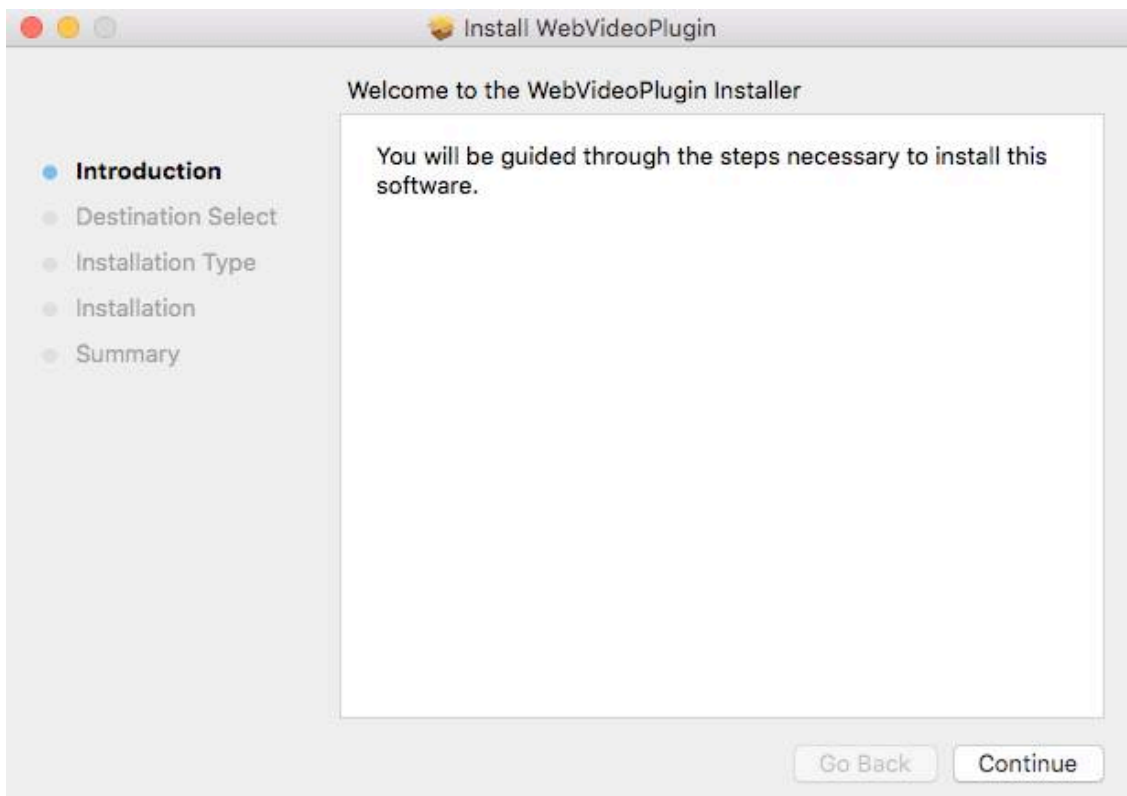 Install WebVideoPlugin
Welcome to the WebVideoPlugin Installer
Introduction
Destination Select
Installation Type
Installation
Summary
You will be guided through the steps necessary to install this
software.
Go Back
Continue